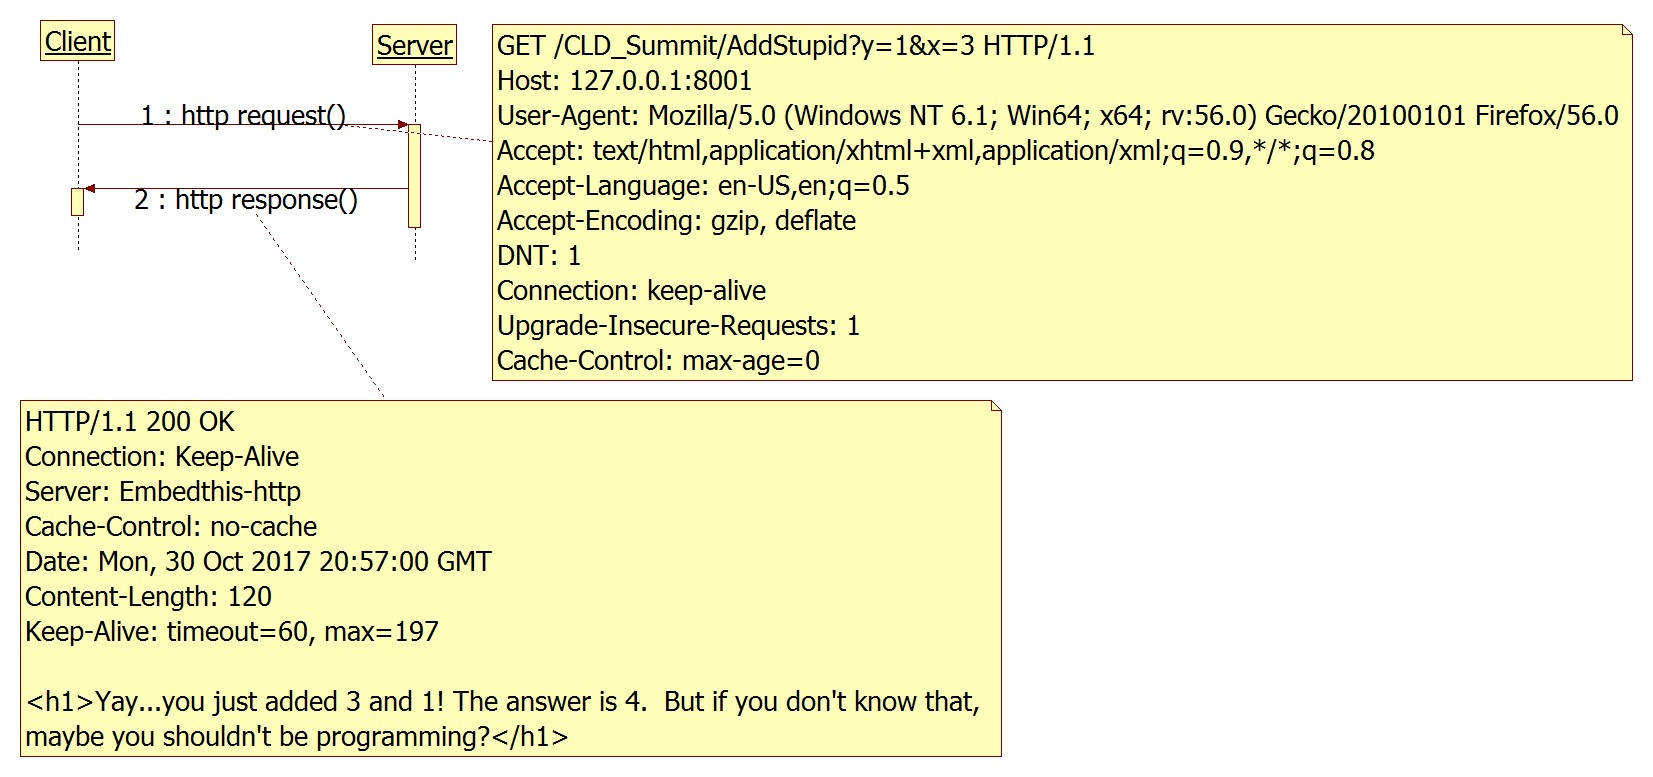 Client
Server
1 : http request()
2 : http response()
GET /CLD_Summit/AddStupid?y=1&x=3 HTTP/1.1
Host: 127.0.0.1:8001
User-Agent: Mozilla/5.0 (Windows NT 6.1; Win64; x64; rv:56.0) Gecko/20100101 Firefox/56.0
Accept: text/html,application/xhtml+xml,application/xml;q=0.9,*/*;q=0.8
Accept-Language: en-US,en;q=0.5
Accept-Encoding: gzip, deflate
DNT: 1
Connection: keep-alive
Upgrade-Insecure-Requests: 1
Cache-Control: max-age=0
HTTP/1.1 200 OK
Connection: Keep-Alive
Server: Embedthis-http
Cache-Control: no-cache
Date: Mon, 30 Oct 2017 20:57:00 GMT
Content-Length: 120
Keep-Alive: timeout=60, max=197
<h1>Yay...you just added 3 and 1! The answer is 4.  But if you don't know that,
maybe you shouldn't be programming?</h1>